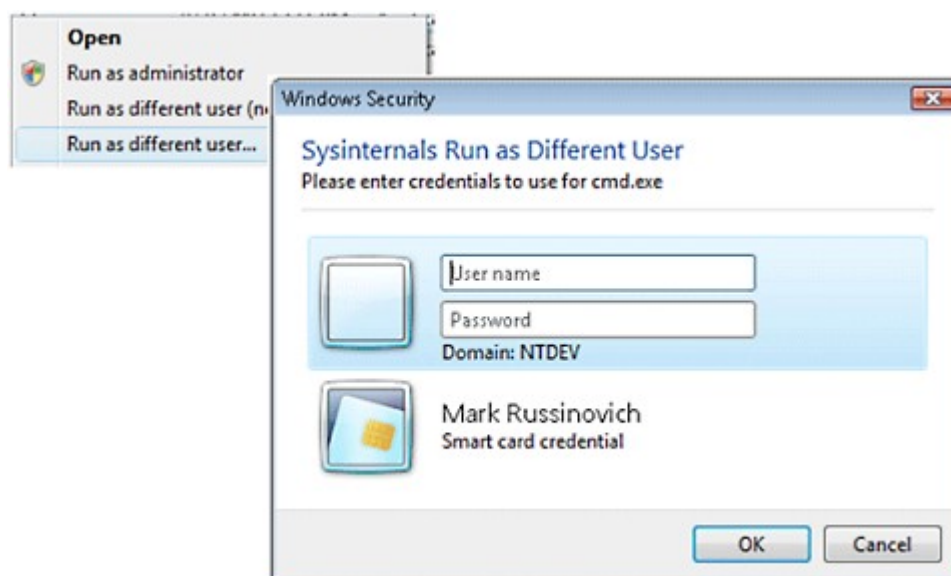 Open
Run as administrator
Run as different user (n
Run as different user...
Windows Security
Sysinternals Run as Different User
Please enter credentials to use for cmd.exe
User name
Password
Domain: NTDEV
Mark Russinovich
Smart card credential
OK
Cancel